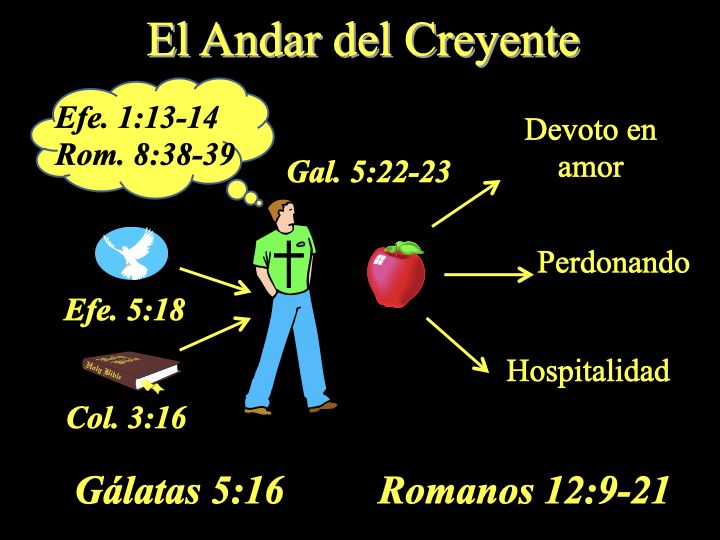 El Andar del Creyente
Efe. 1:13-14
Rom. 8:38-39
Gal. 5:22-23
Devoto en
amor
Perdonando
Efe. 5:18
Holy Bible
Hospitalidad
Col. 3:16
Gálatas 5:16
Romanos 12:9-21